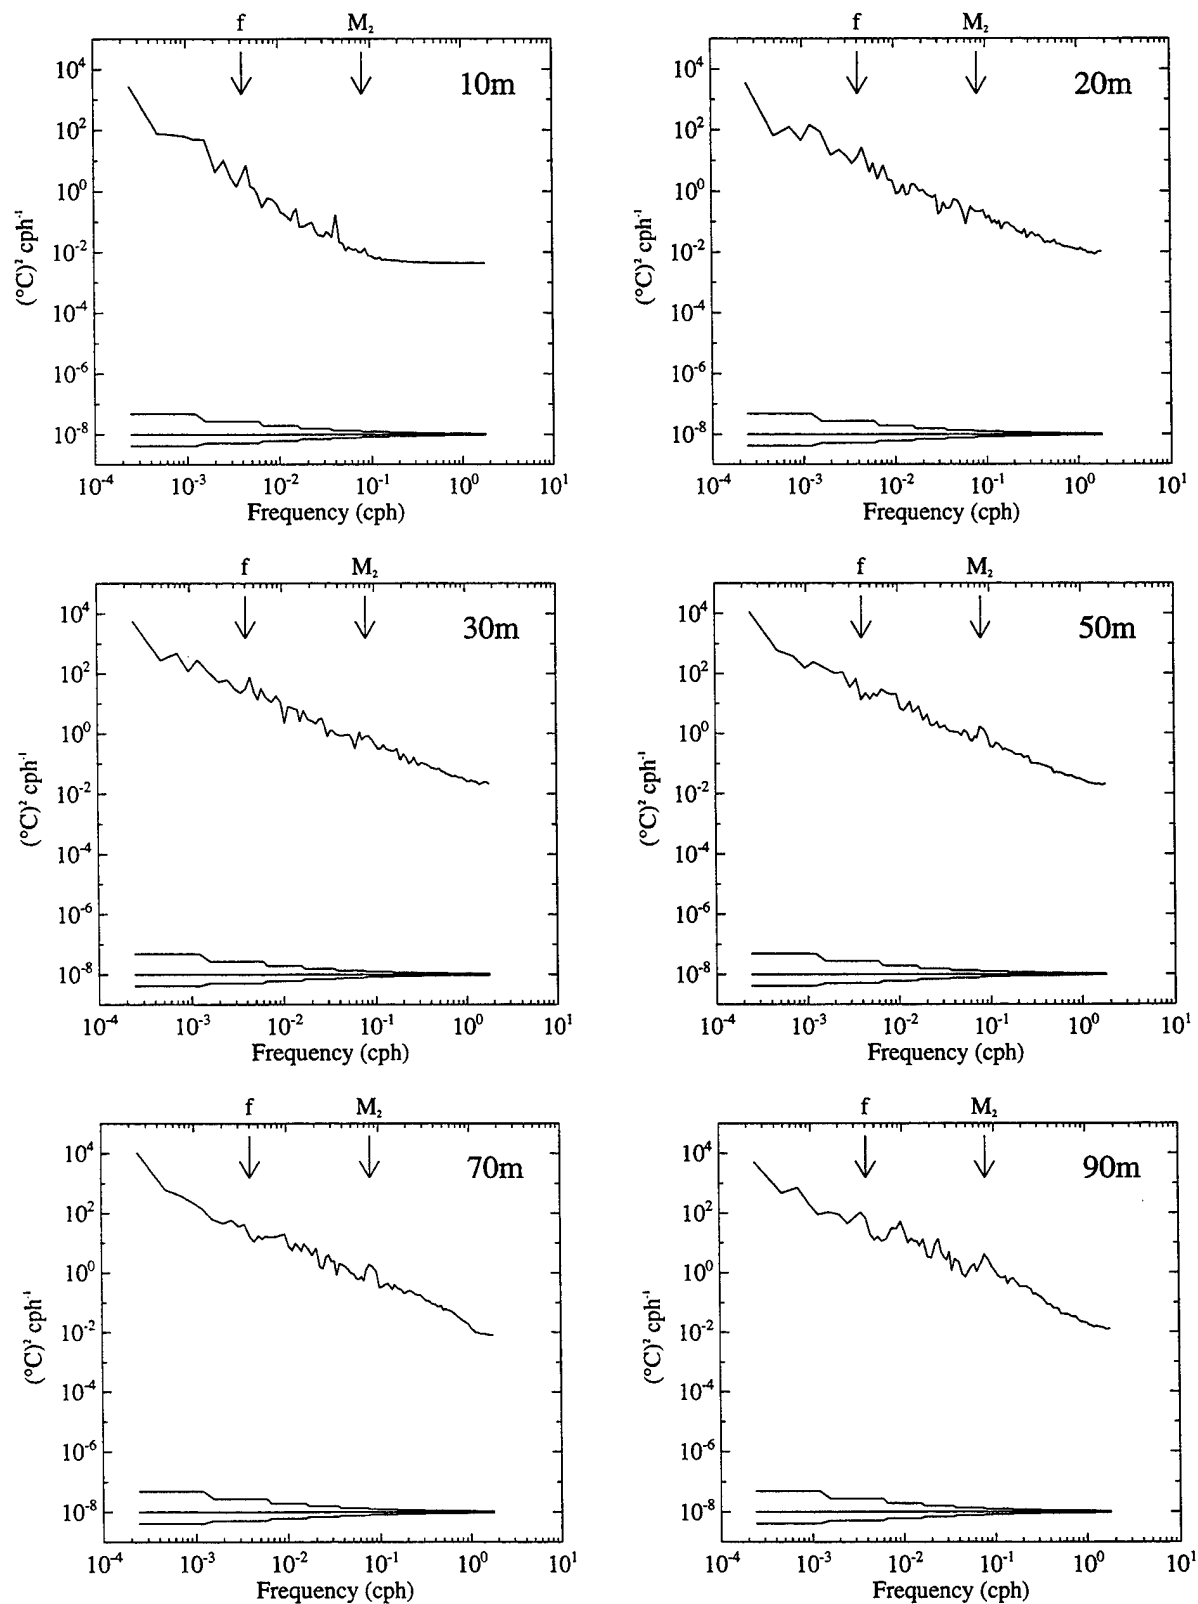 f M₂ f M₂
10m 20m
10⁴ 10⁴
10² 10²
10⁰ 10⁰
10⁻² 10⁻²
10⁻⁴ 10⁻⁴
10⁻⁶ 10⁻⁶
10⁻⁸ 10⁻⁸
(°C)² cph⁻¹ (°C)² cph⁻¹
10⁻⁴ 10⁻³ 10⁻² 10⁻¹ 10⁰ 10¹ 10⁻⁴ 10⁻³ 10⁻² 10⁻¹ 10⁰ 10¹
Frequency (cph) Frequency (cph)
f M₂ f M₂
30m 50m
10⁴ 10⁴
10² 10²
10⁰ 10⁰
10⁻² 10⁻²
10⁻⁴ 10⁻⁴
10⁻⁶ 10⁻⁶
10⁻⁸ 10⁻⁸
(°C)² cph⁻¹ (°C)² cph⁻¹
10⁻⁴ 10⁻³ 10⁻² 10⁻¹ 10⁰ 10¹ 10⁻⁴ 10⁻³ 10⁻² 10⁻¹ 10⁰ 10¹
Frequency (cph) Frequency (cph)
f M₂ f M₂
70m 90m
10⁴ 10⁴
10² 10²
10⁰ 10⁰
10⁻² 10⁻²
10⁻⁴ 10⁻⁴
10⁻⁶ 10⁻⁶
10⁻⁸ 10⁻⁸
(°C)² cph⁻¹ (°C)² cph⁻¹
10⁻⁴ 10⁻³ 10⁻² 10⁻¹ 10⁰ 10¹ 10⁻⁴ 10⁻³ 10⁻² 10⁻¹ 10⁰ 10¹
Frequency (cph) Frequency (cph)